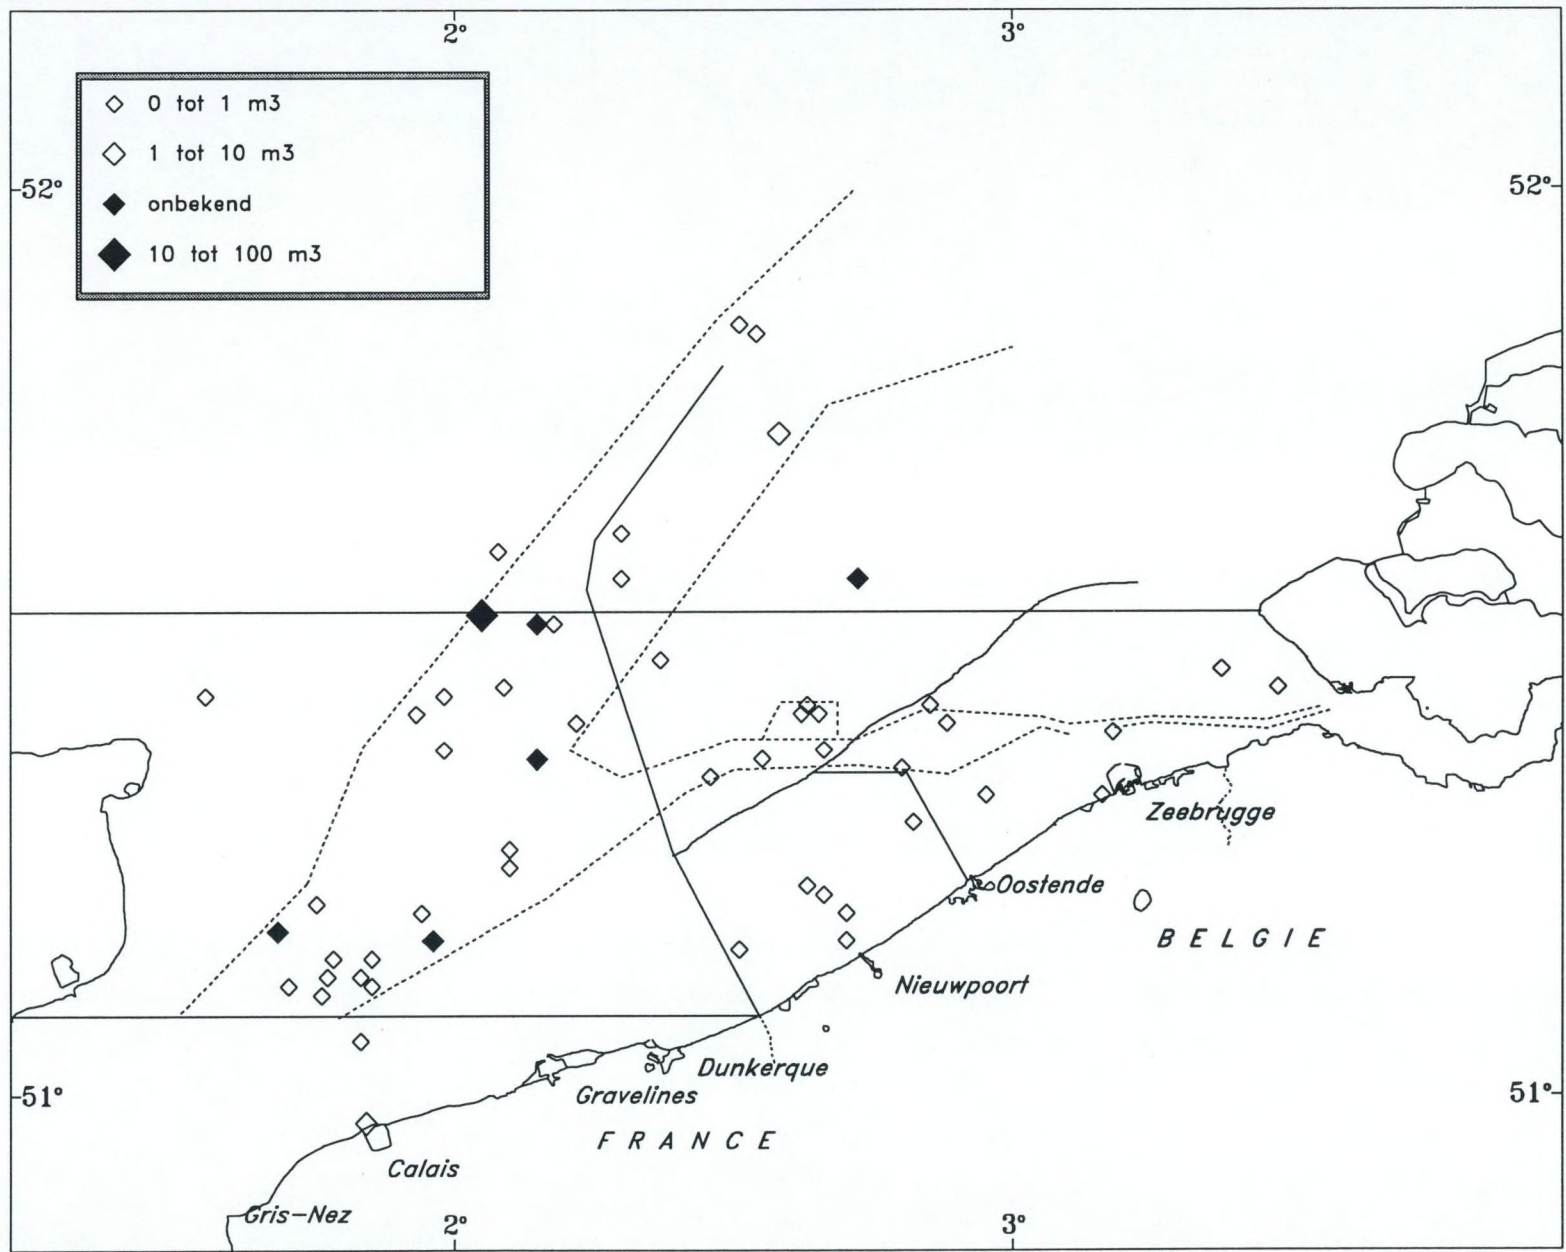 2° 3°
0 tot 1 m3
1 tot 10 m3
onbekend
10 tot 100 m3
52° 52°
Zeebrugge
Oostende
BELGIE
Nieuwpoort
Dunkerque
Gravelines
51° 51°
FRANCE
Calais
Gris-Nez
2° 3°